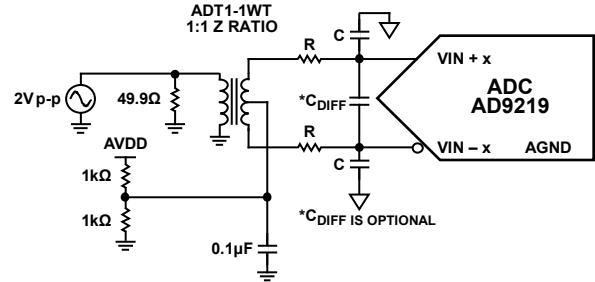 ADT1-1WT
1:1 Z RATIO
2V p-p
49.9Ω
R
C
*CDIFF
R
C
VIN + x
ADC
AD9219
VIN – x
AGND
AVDD
1kΩ
1kΩ
0.1µF
*CDIFF IS OPTIONAL